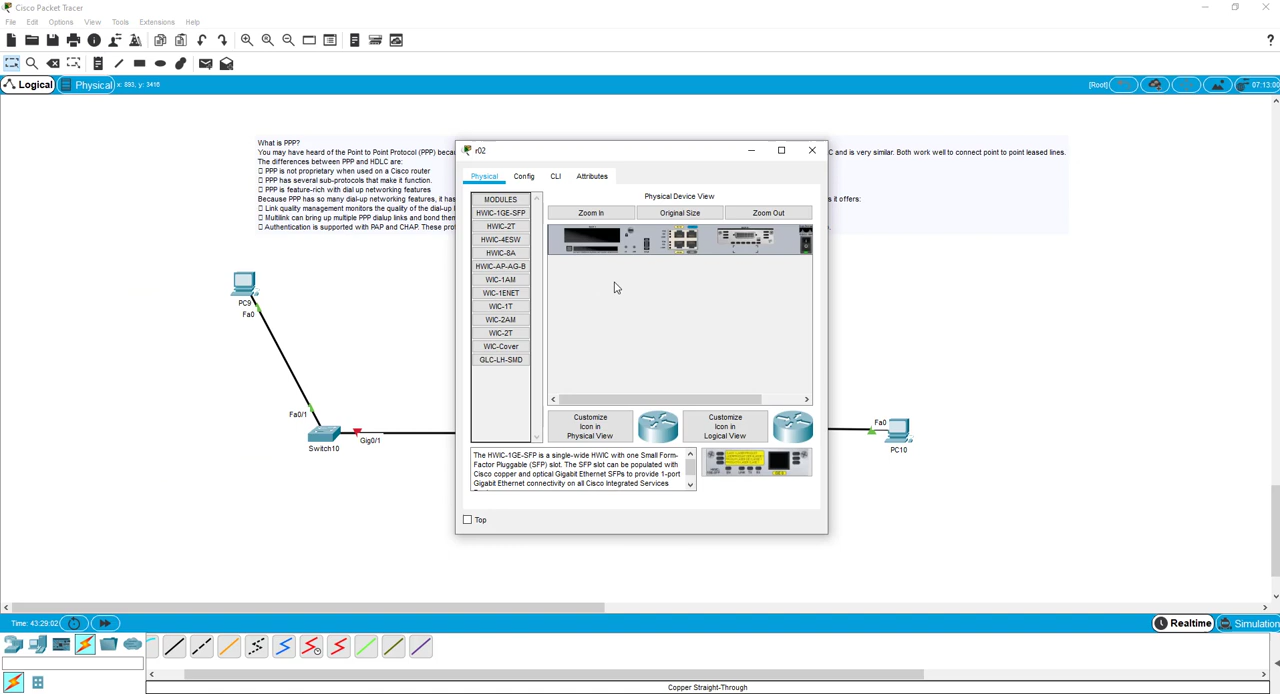 Cisco Packet Tracer
File Edit Options View Tools Extensions Help
?
Logical Physical x: 893, y: 3416 [Root] 07:13:00
What is PPP?
You may have heard of the Point to Point Protocol (PPP) becau C and is very similar. Both work well to connect point to point leased lines.
The differences between PPP and HDLC are:
PPP is not proprietary when used on a Cisco router
PPP has several sub-protocols that make it function.
PPP is feature-rich with dial up networking features
Because PPP has so many dial-up networking features, it has it offers:
Link quality management monitors the quality of the dial-up l
Multilink can bring up multiple PPP dialup links and bond them
Authentication is supported with PAP and CHAP. These prot
r02
Physical Config CLI Attributes
MODULES
HWIC-1GE-SFP
HWIC-2T
HWIC-4ESW
HWIC-8A
HWIC-AP-AG-B
WIC-1AM
WIC-1ENET
WIC-1T
WIC-2AM
WIC-2T
WIC-Cover
GLC-LH-SMD
Physical Device View
Zoom In Original Size Zoom Out
Customize
Icon in
Physical View
Customize
Icon in
Logical View
The HWIC-1GE-SFP is a single-wide HWIC with one Small Form-
Factor Pluggable (SFP) slot. The SFP slot can be populated with
Cisco copper and optical Gigabit Ethernet SFPs to provide 1-port
Gigabit Ethernet connectivity on all Cisco Integrated Services
Top
PC9
Fa0
Fa0/1
Switch10
Gig0/1
Fa0
PC10
Time: 43:29:02 Realtime Simulation
Copper Straight-Through